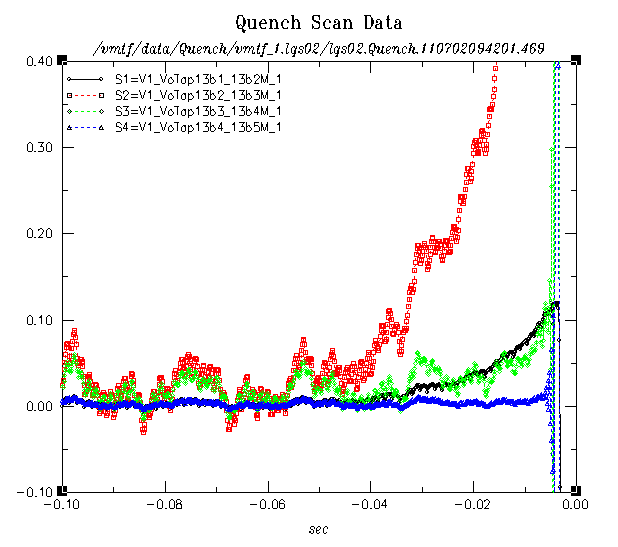 Quench Scan Data
/vmtf/data/Quench/vmtf_1.lqs02/lqs02.Quench.110702094201.469
0.40
S1=V1_VoTap13b1_13b2M_1
S2=V1_VoTap13b2_13b3M_1
S3=V1_VoTap13b3_13b4M_1
S4=V1_VoTap13b4_13b5M_1
0.30
0.20
0.10
0.00
-0.10
-0.10 -0.08 -0.06 -0.04 -0.02 0.00
sec